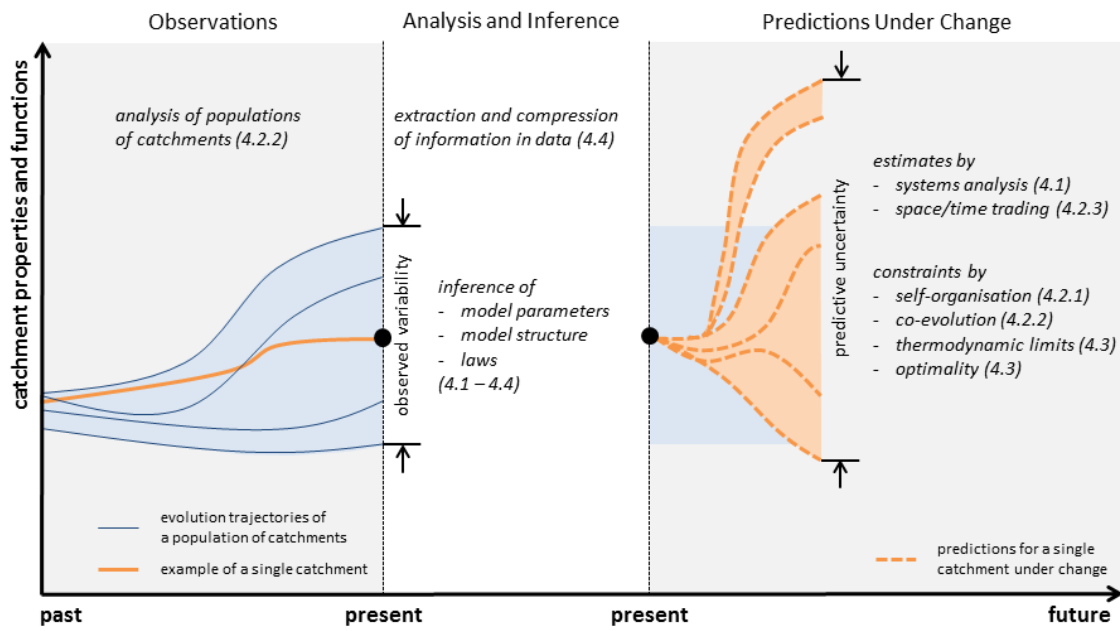 Observations
Analysis and Inference
Predictions Under Change
catchment properties and functions
analysis of populations
of catchments (4.2.2)
extraction and compression
of information in data (4.4)
observed variability
inference of
- model parameters
- model structure
- laws
(4.1 – 4.4)
predictive uncertainty
estimates by
- systems analysis (4.1)
- space/time trading (4.2.3)
constraints by
- self-organisation (4.2.1)
- co-evolution (4.2.2)
- thermodynamic limits (4.3)
- optimality (4.3)
evolution trajectories of
a population of catchments
example of a single catchment
predictions for a single
catchment under change
past
present
present
future